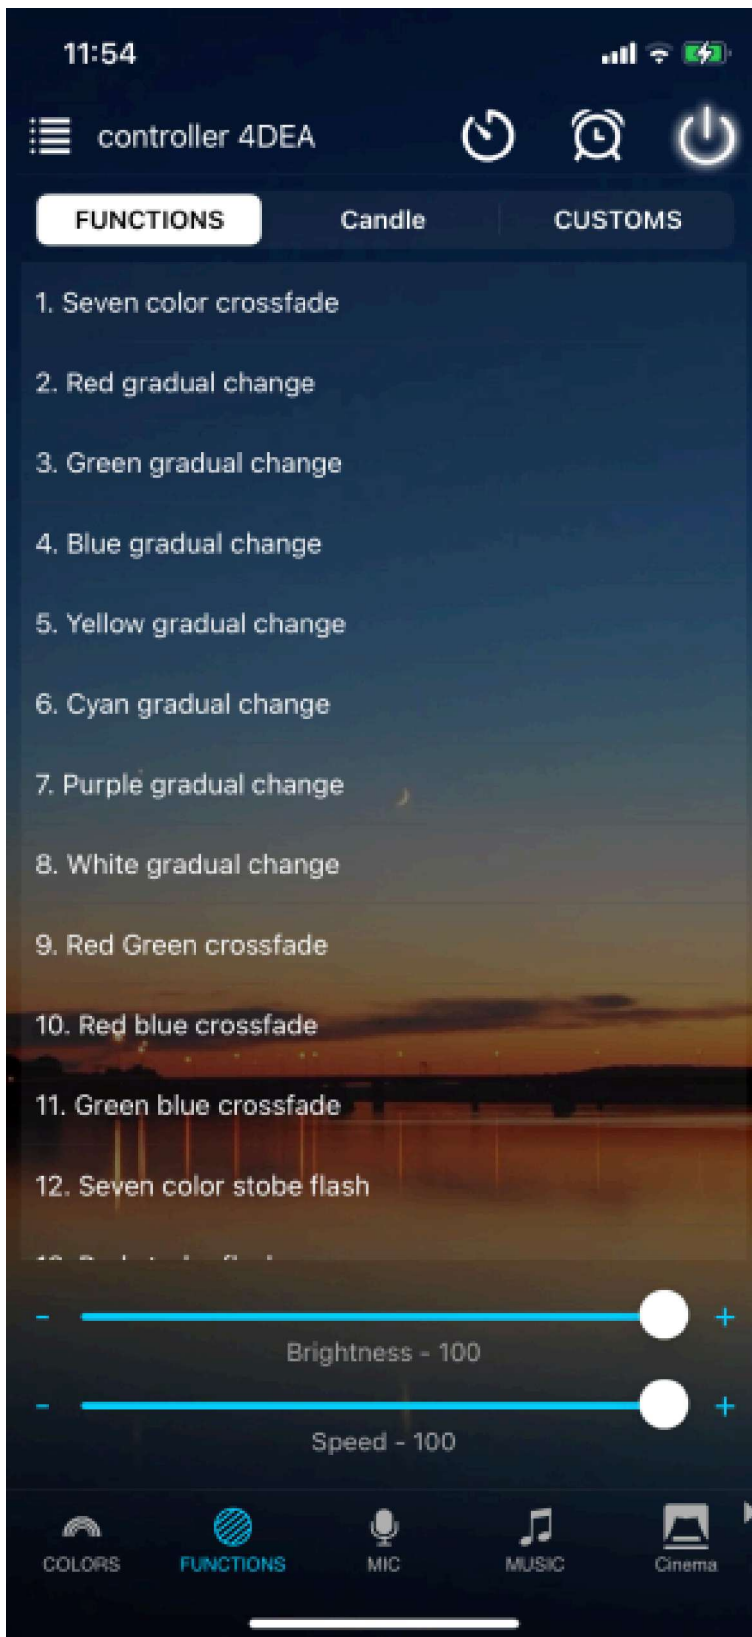 11:54
controller 4DEA
FUNCTIONS Candle CUSTOMS
1. Seven color crossfade
2. Red gradual change
3. Green gradual change
4. Blue gradual change
5. Yellow gradual change
6. Cyan gradual change
7. Purple gradual change
8. White gradual change
9. Red Green crossfade
10. Red blue crossfade
11. Green blue crossfade
12. Seven color stobe flash
- +
Brightness - 100
- +
Speed - 100
COLORS FUNCTIONS MIC MUSIC Cinema